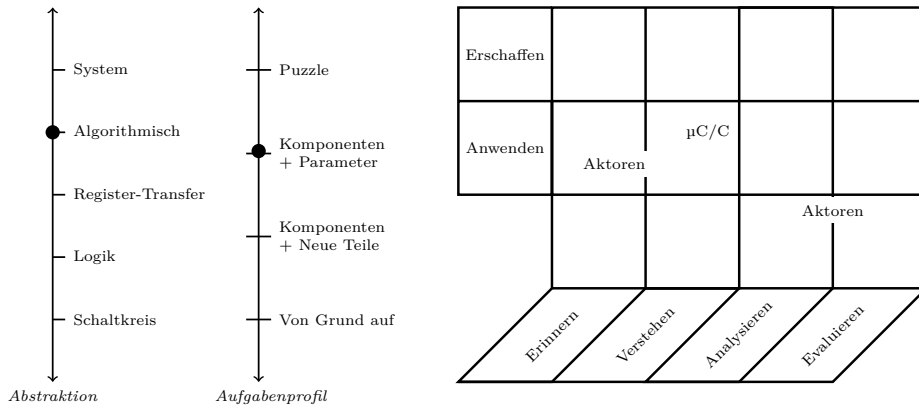 System
Algorithmisch
Register-Transfer
Logik
Schaltkreis
Abstraktion
Puzzle
Komponenten
+ Parameter
Komponenten
+ Neue Teile
Von Grund auf
Aufgabenprofil
Erschaffen
Anwenden
µC/C
Aktoren
Aktoren
Erinnern
Verstehen
Analysieren
Evaluieren